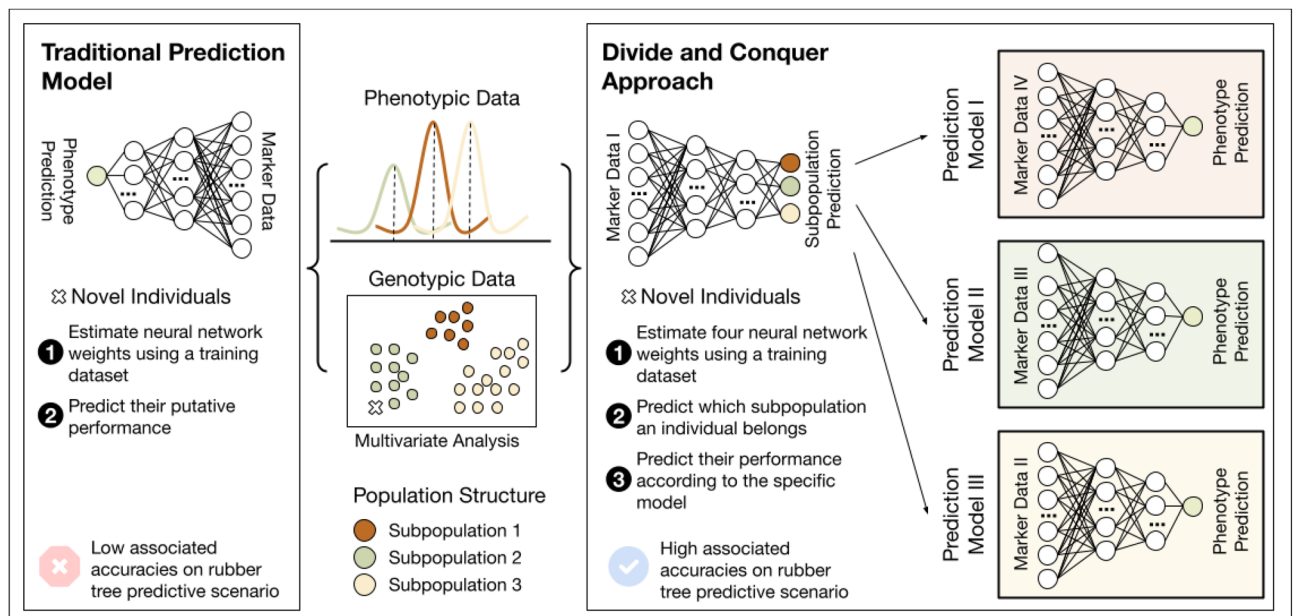 Traditional Prediction
Model
Phenotype
Prediction
...
...
...
Marker Data
Novel Individuals
1 Estimate neural network
weights using a training
dataset
2 Predict their putative
performance
Low associated
accuracies on rubber
tree predictive scenario
Phenotypic Data
Genotypic Data
Multivariate Analysis
Population Structure
Subpopulation 1
Subpopulation 2
Subpopulation 3
Divide and Conquer
Approach
Marker Data I
...
...
...
Subpopulation
Prediction
Novel Individuals
1 Estimate four neural network
weights using a training
dataset
2 Predict which subpopulation
an individual belongs
3 Predict their performance
according to the specific
model
High associated
accuracies on rubber
tree predictive scenario
Prediction
Model I
Marker Data IV
...
...
...
Phenotype
Prediction
Prediction
Model II
Marker Data III
...
...
...
Phenotype
Prediction
Prediction
Model III
Marker Data II
...
...
...
Phenotype
Prediction